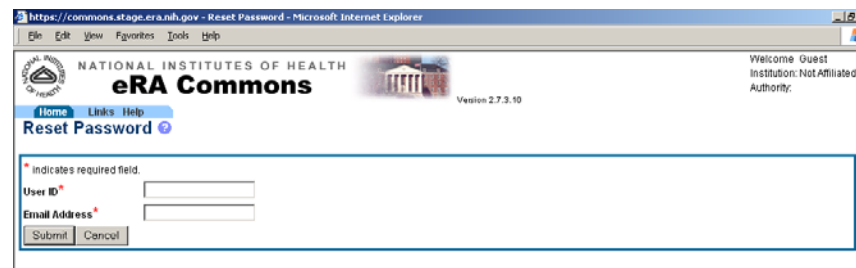 https://commons.stage.era.nih.gov - Reset Password - Microsoft Internet Explorer
File Edit View Favorites Tools Help
NATIONAL INSTITUTES OF HEALTH
eRA Commons
Version 2.7.3.10
Welcome Guest
Institution: Not Affiliated
Authority:
Home Links Help
Reset Password ?
* indicates required field.
User ID*
Email Address*
Submit Cancel